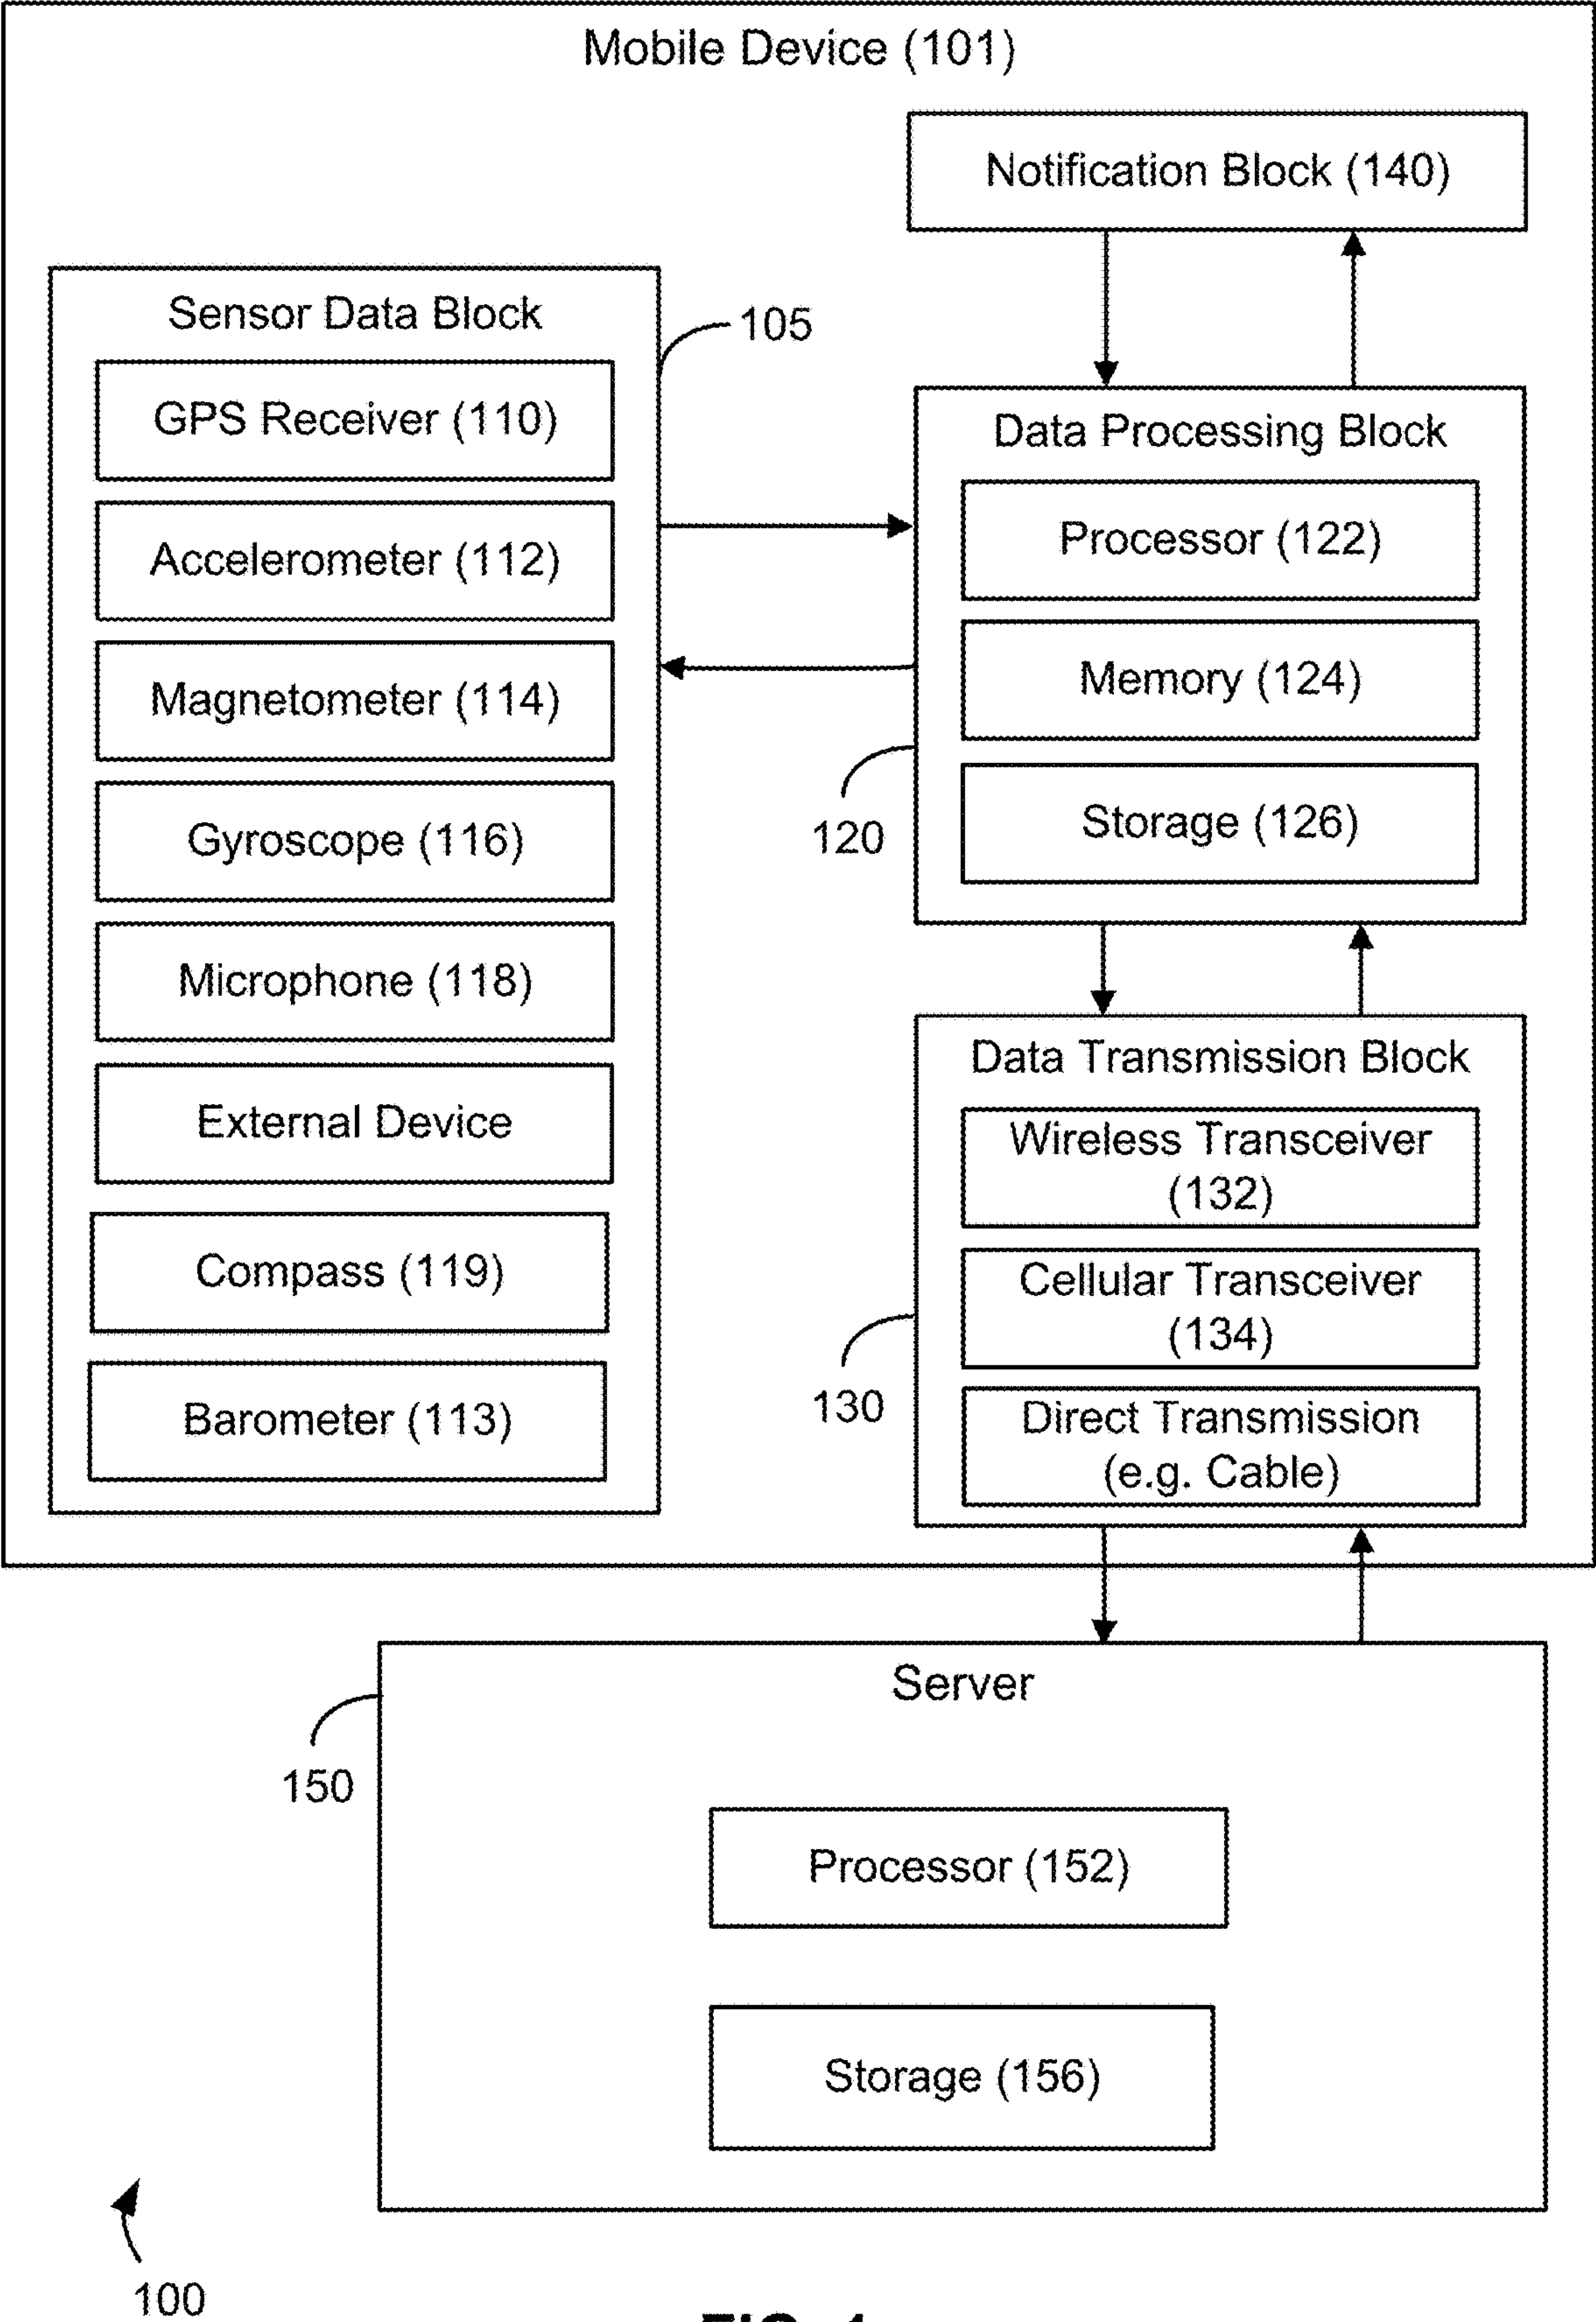 Mobile Device (101)
Notification Block (140)
Sensor Data Block
105
GPS Receiver (110)
Accelerometer (112)
Magnetometer (114)
Gyroscope (116)
Microphone (118)
External Device
Compass (119)
Barometer (113)
Data Processing Block
Processor (122)
Memory (124)
Storage (126)
120
Data Transmission Block
Wireless Transceiver
(132)
Cellular Transceiver
(134)
Direct Transmission
(e.g. Cable)
130
Server
150
Processor (152)
Storage (156)
100